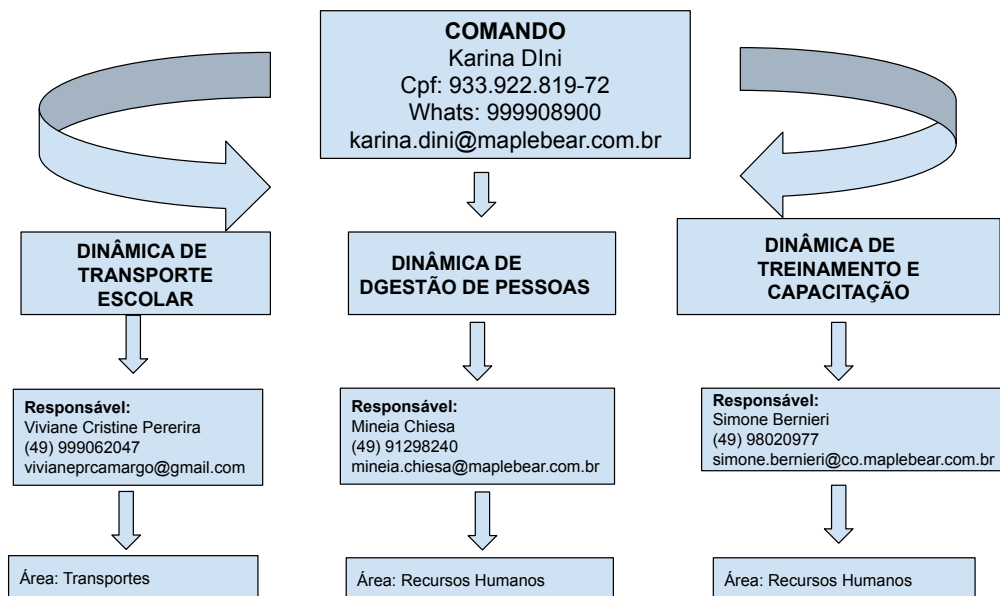 COMANDO
Karina DIni
Cpf: 933.922.819-72
Whats: 999908900
karina.dini@maplebear.com.br
DINÂMICA DE
TRANSPORTE
ESCOLAR
DINÂMICA DE
DGESTÃO DE PESSOAS
DINÂMICA DE
TREINAMENTO E
CAPACITAÇÃO
Responsável:
Viviane Cristine Pererira
(49) 999062047
vivianeprcamargo@gmail.com
Responsável:
Mineia Chiesa
(49) 91298240
mineia.chiesa@maplebear.com.br
Responsável:
Simone Bernieri
(49) 98020977
simone.bernieri@co.maplebear.com.br
Área: Transportes
Área: Recursos Humanos
Área: Recursos Humanos